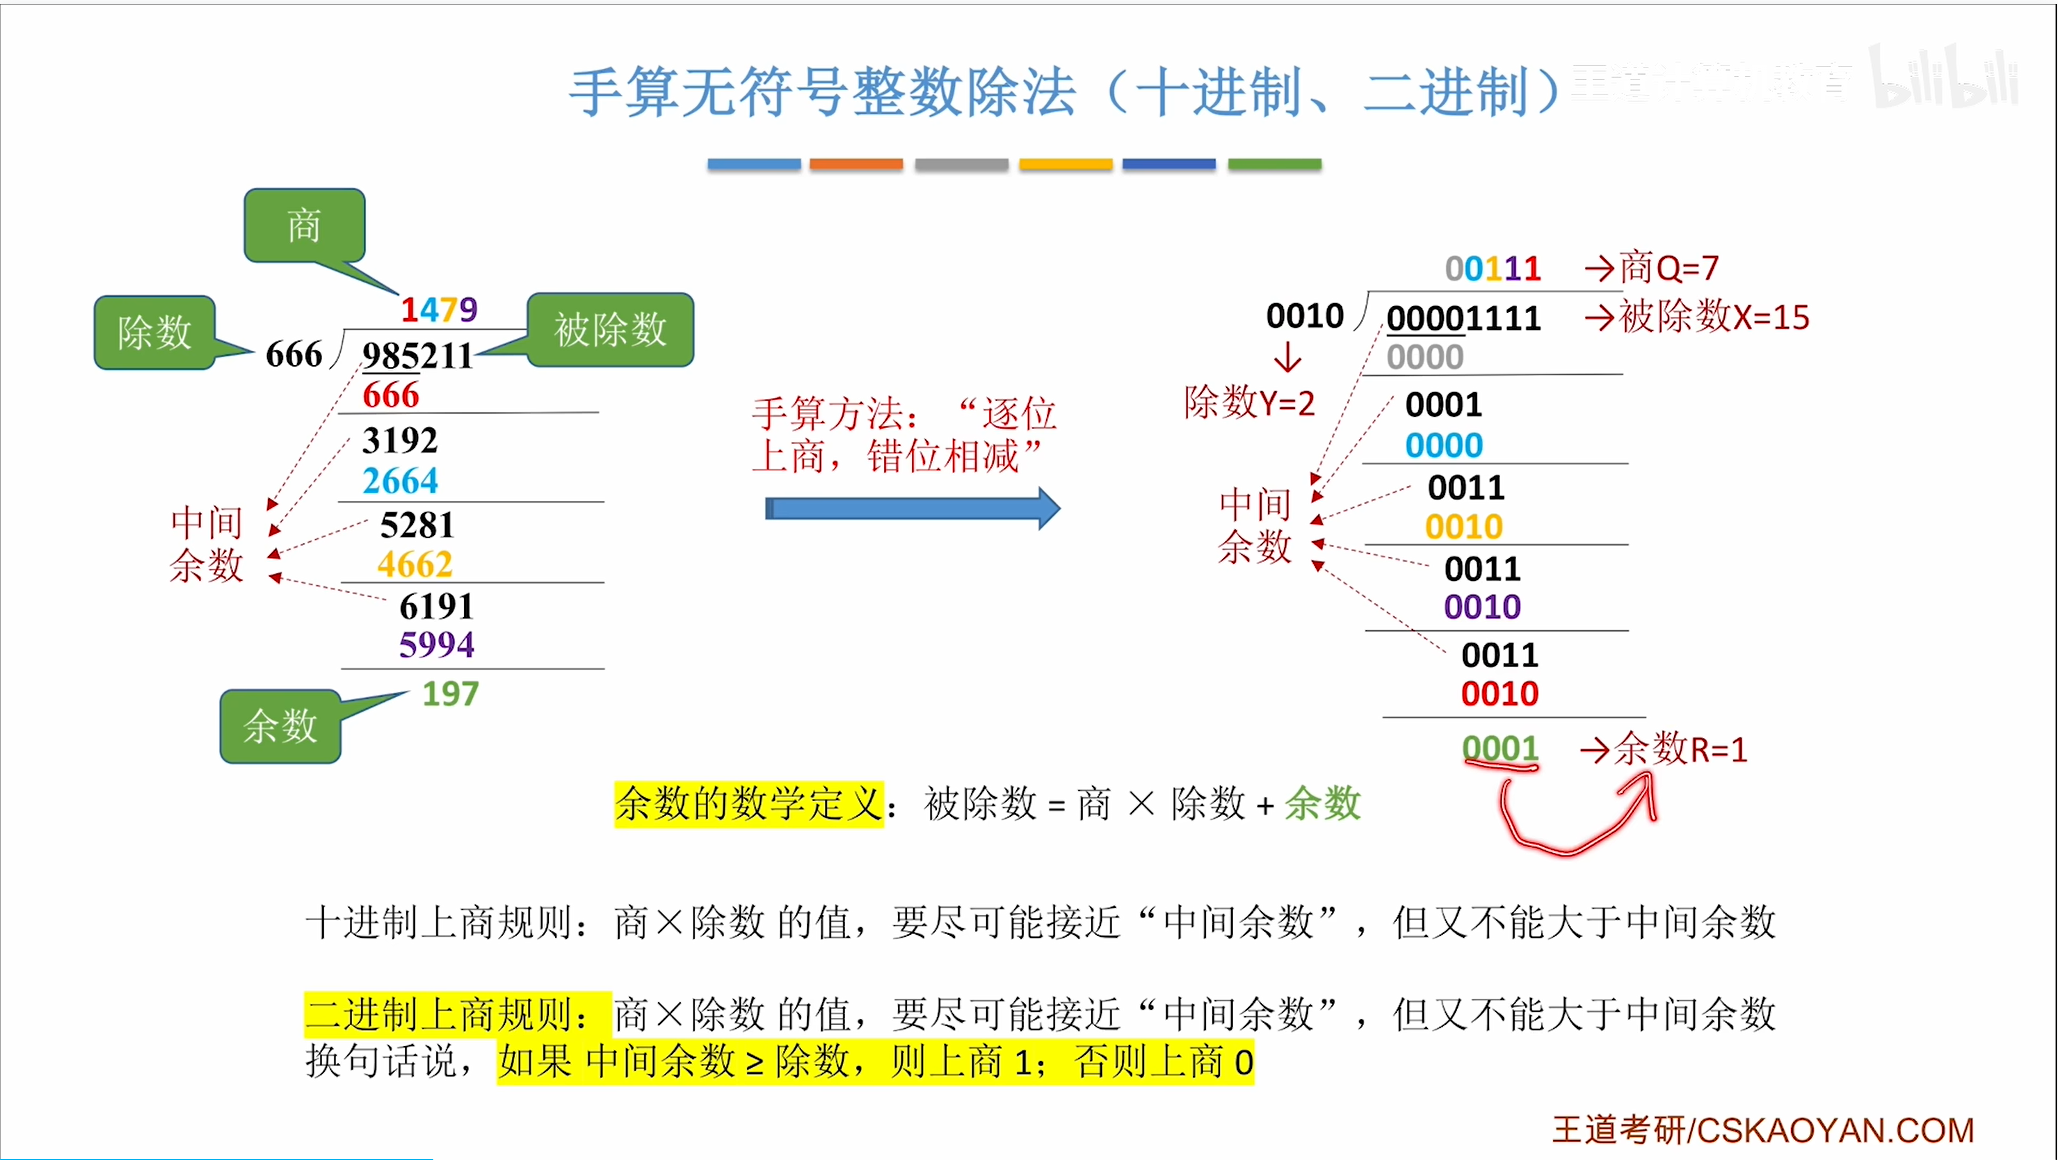 手算无符号整数除法（十进制、二进制）
王道计算机教育
bilibili
商
1479
除数
被除数
666
985211
666
3192
2664
5281
4662
6191
5994
197
中间
余数
余数
手算方法：“逐位
上商，错位相减”
00111 →商Q=7
0010
00001111 →被除数X=15
↓
除数Y=2
0000
0001
0000
0011
0010
0011
0010
0011
0010
0001 →余数R=1
中间
余数
余数的数学定义：被除数 = 商 × 除数 + 余数
十进制上商规则：商×除数 的值，要尽可能接近“中间余数”，但又不能大于中间余数
二进制上商规则：商×除数 的值，要尽可能接近“中间余数”，但又不能大于中间余数
换句话说，如果 中间余数 ≥ 除数，则上商 1；否则上商 0
王道考研/CSKAOYAN.COM